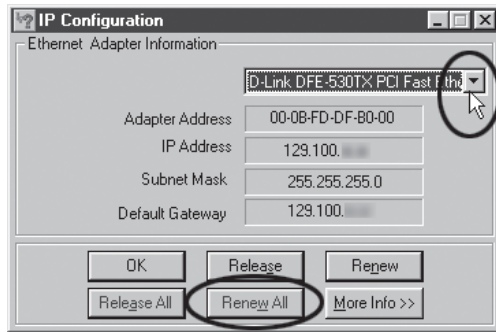 IP Configuration
Ethernet Adapter Information
D-Link DFE-530TX PCI Fast Ethe
Adapter Address 00-0B-FD-DF-B0-00
IP Address 129.100.
Subnet Mask 255.255.255.0
Default Gateway 129.100.
OK Release Renew
Release All Renew All More Info >>